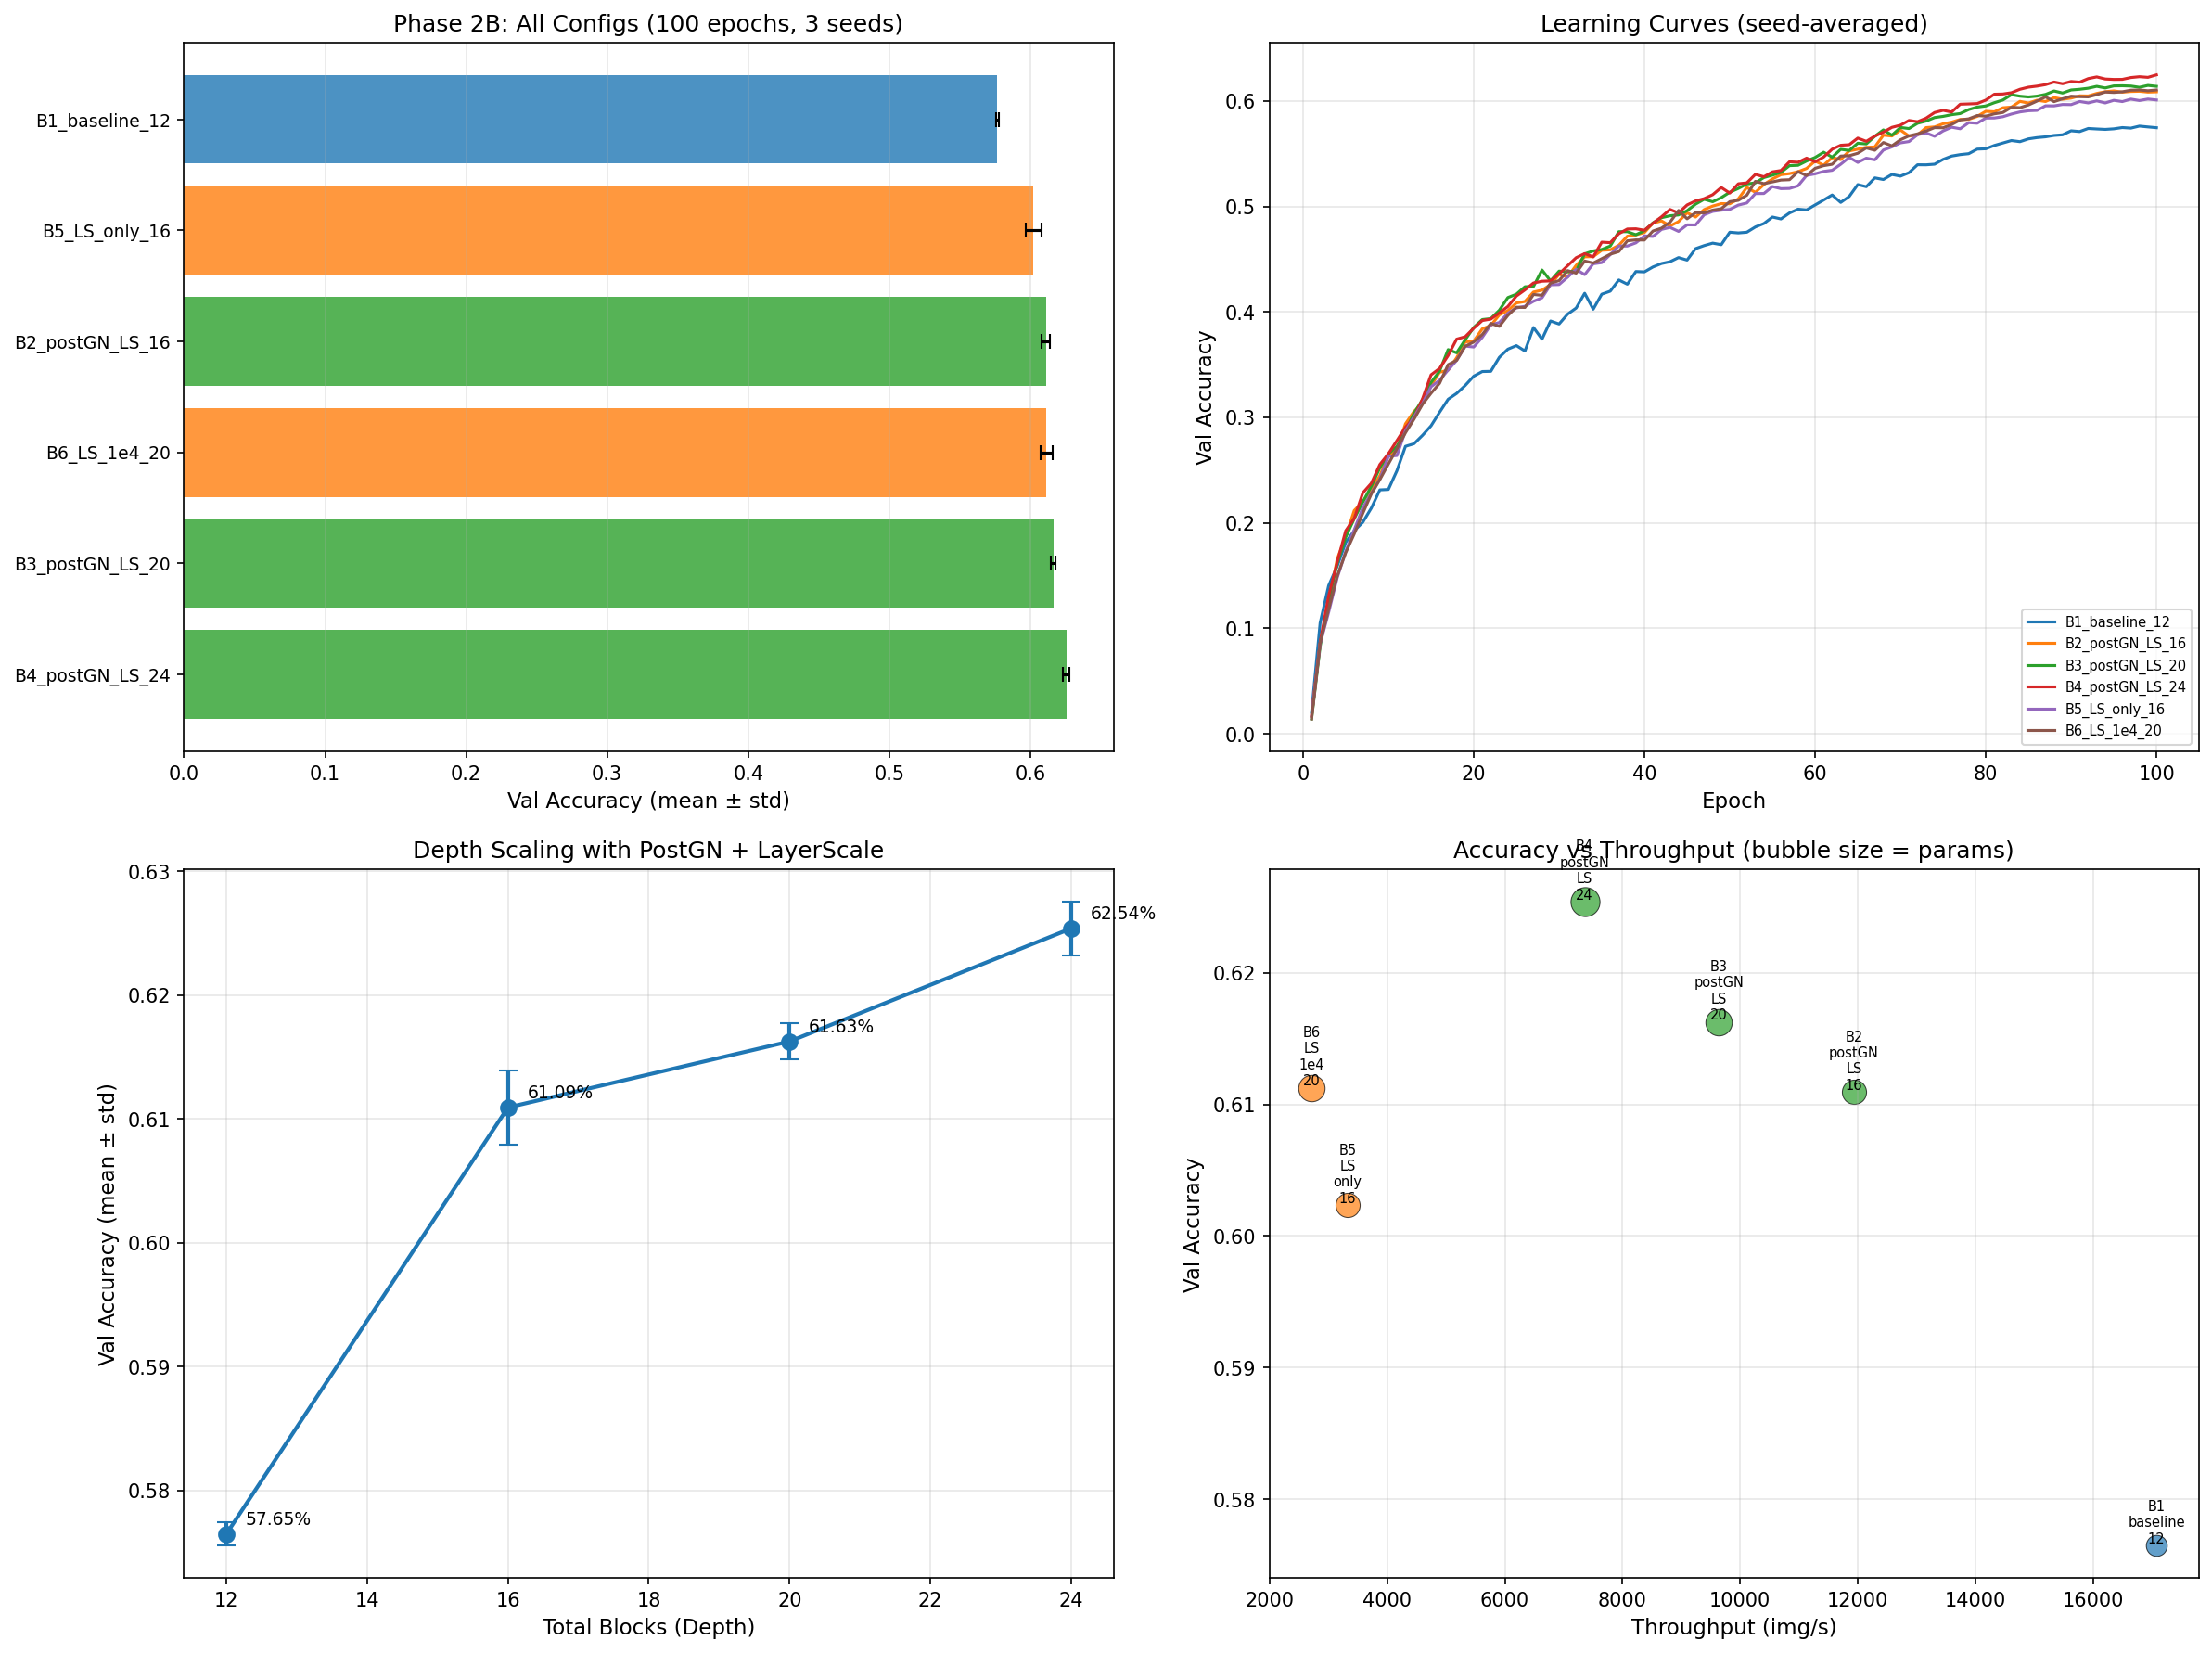 Phase 2B: All Configs (100 epochs, 3 seeds)
B1_baseline_12
B5_LS_only_16
B2_postGN_LS_16
B6_LS_1e4_20
B3_postGN_LS_20
B4_postGN_LS_24
0.0 0.1 0.2 0.3 0.4 0.5 0.6
Val Accuracy (mean ± std)
Learning Curves (seed-averaged)
Val Accuracy
0.6
0.5
0.4
0.3
0.2
0.1
0.0
B1_baseline_12
B2_postGN_LS_16
B3_postGN_LS_20
B4_postGN_LS_24
B5_LS_only_16
B6_LS_1e4_20
0 20 40 60 80 100
Epoch
Depth Scaling with PostGN + LayerScale
Val Accuracy (mean ± std)
0.63
0.62
0.61
0.60
0.59
0.58
57.65%
61.09%
61.63%
62.54%
12 14 16 18 20 22 24
Total Blocks (Depth)
Accuracy vs Throughput (bubble size = params)
Val Accuracy
0.62
0.61
0.60
0.59
0.58
B4
postGN
LS
24
B3
postGN
LS
20
B2
postGN
LS
16
B6
LS
1e4
20
B5
LS
only
16
B1
baseline
12
2000 4000 6000 8000 10000 12000 14000 16000
Throughput (img/s)